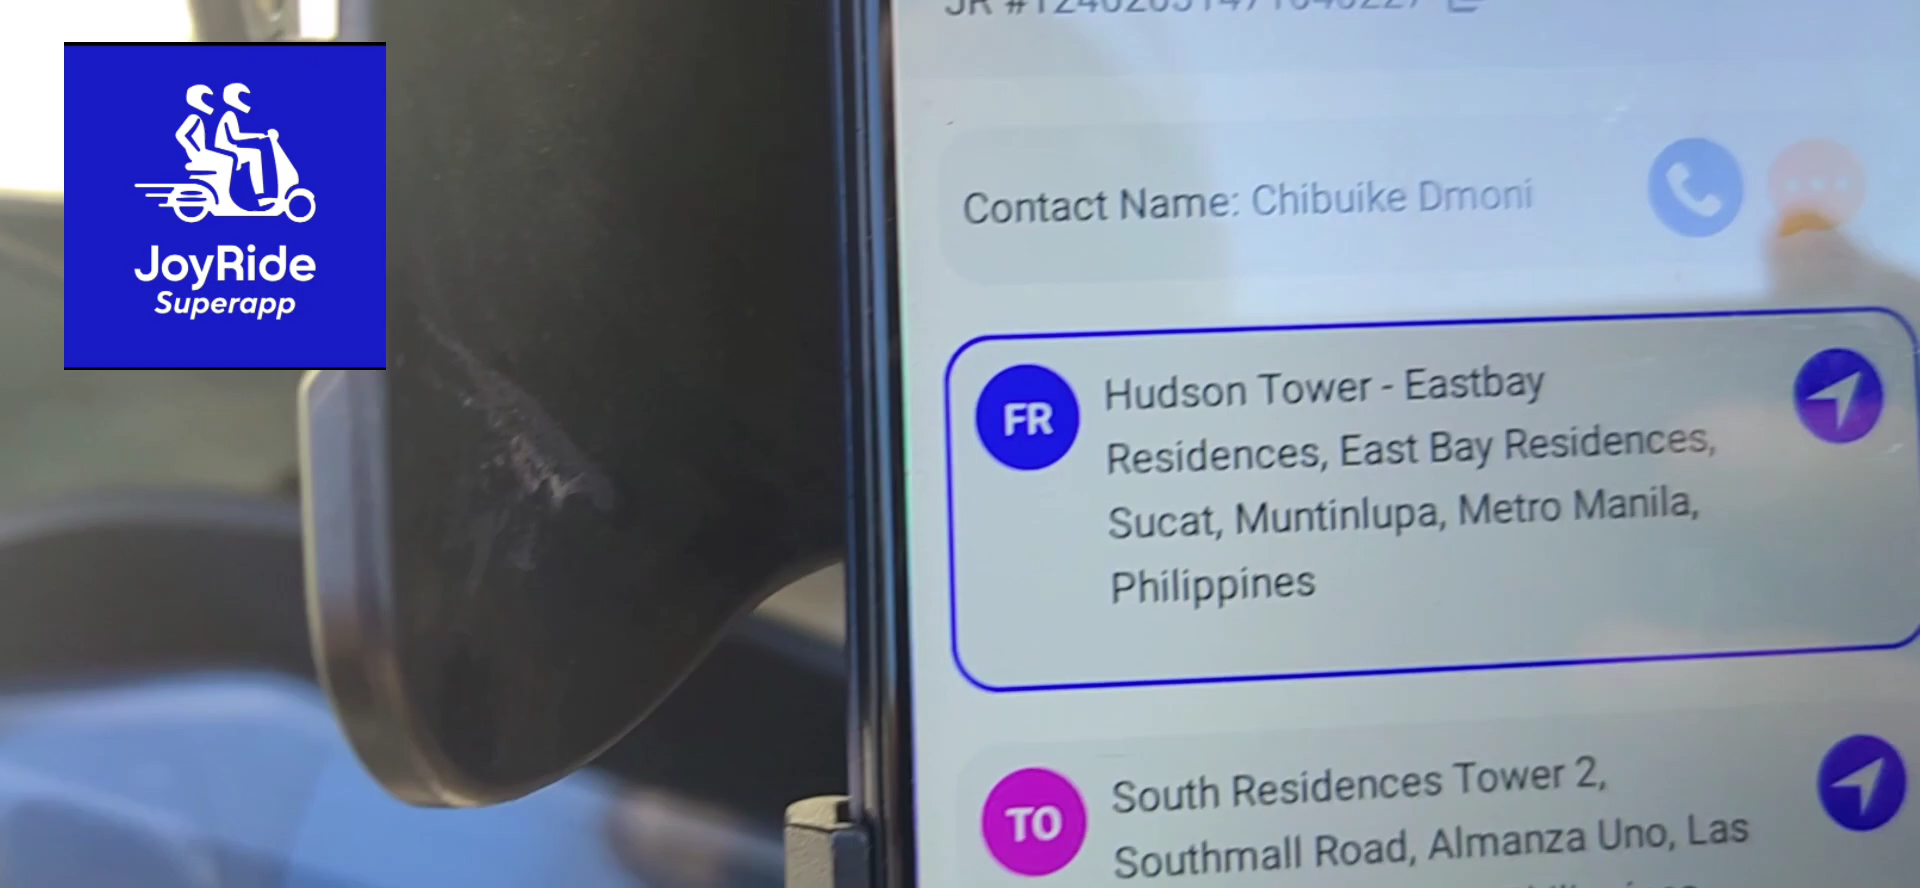 JoyRide
Superapp
JR #
Contact Name: Chibuike Dmoni
FR
Hudson Tower - Eastbay
Residences, East Bay Residences,
Sucat, Muntinlupa, Metro Manila,
Philippines
TO
South Residences Tower 2,
Southmall Road, Almanza Uno, Las